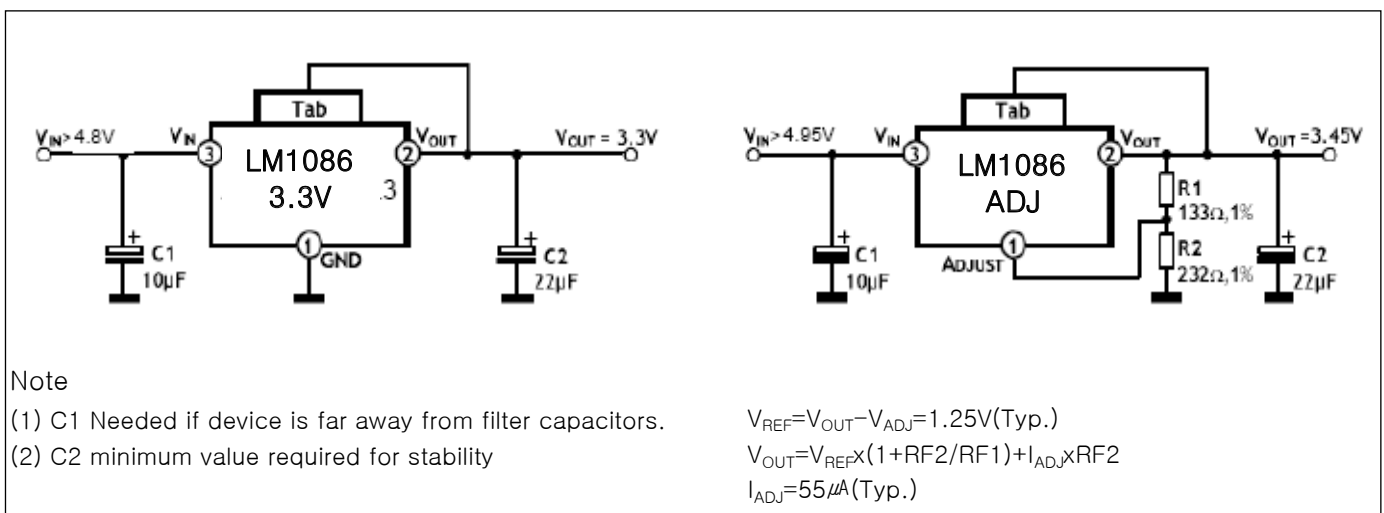 Tab
V_IN>4.8V
V_IN
3
LM1086
3.3V
.3
V_OUT
2
V_OUT = 3.3V
1
GND
+
C1
10μF
+
C2
22μF
Tab
V_IN>4.95V
V_IN
3
LM1086
ADJ
V_OUT
2
V_OUT=3.45V
R1
133Ω,1%
R2
232Ω,1%
1
ADJUST
+
C1
10μF
+
C2
22μF
Note
(1) C1 Needed if device is far away from filter capacitors.
(2) C2 minimum value required for stability
V_REF=V_OUT-V_ADJ=1.25V(Typ.)
V_OUT=V_REFx(1+RF2/RF1)+I_ADJxRF2
I_ADJ=55㎂(Typ.)